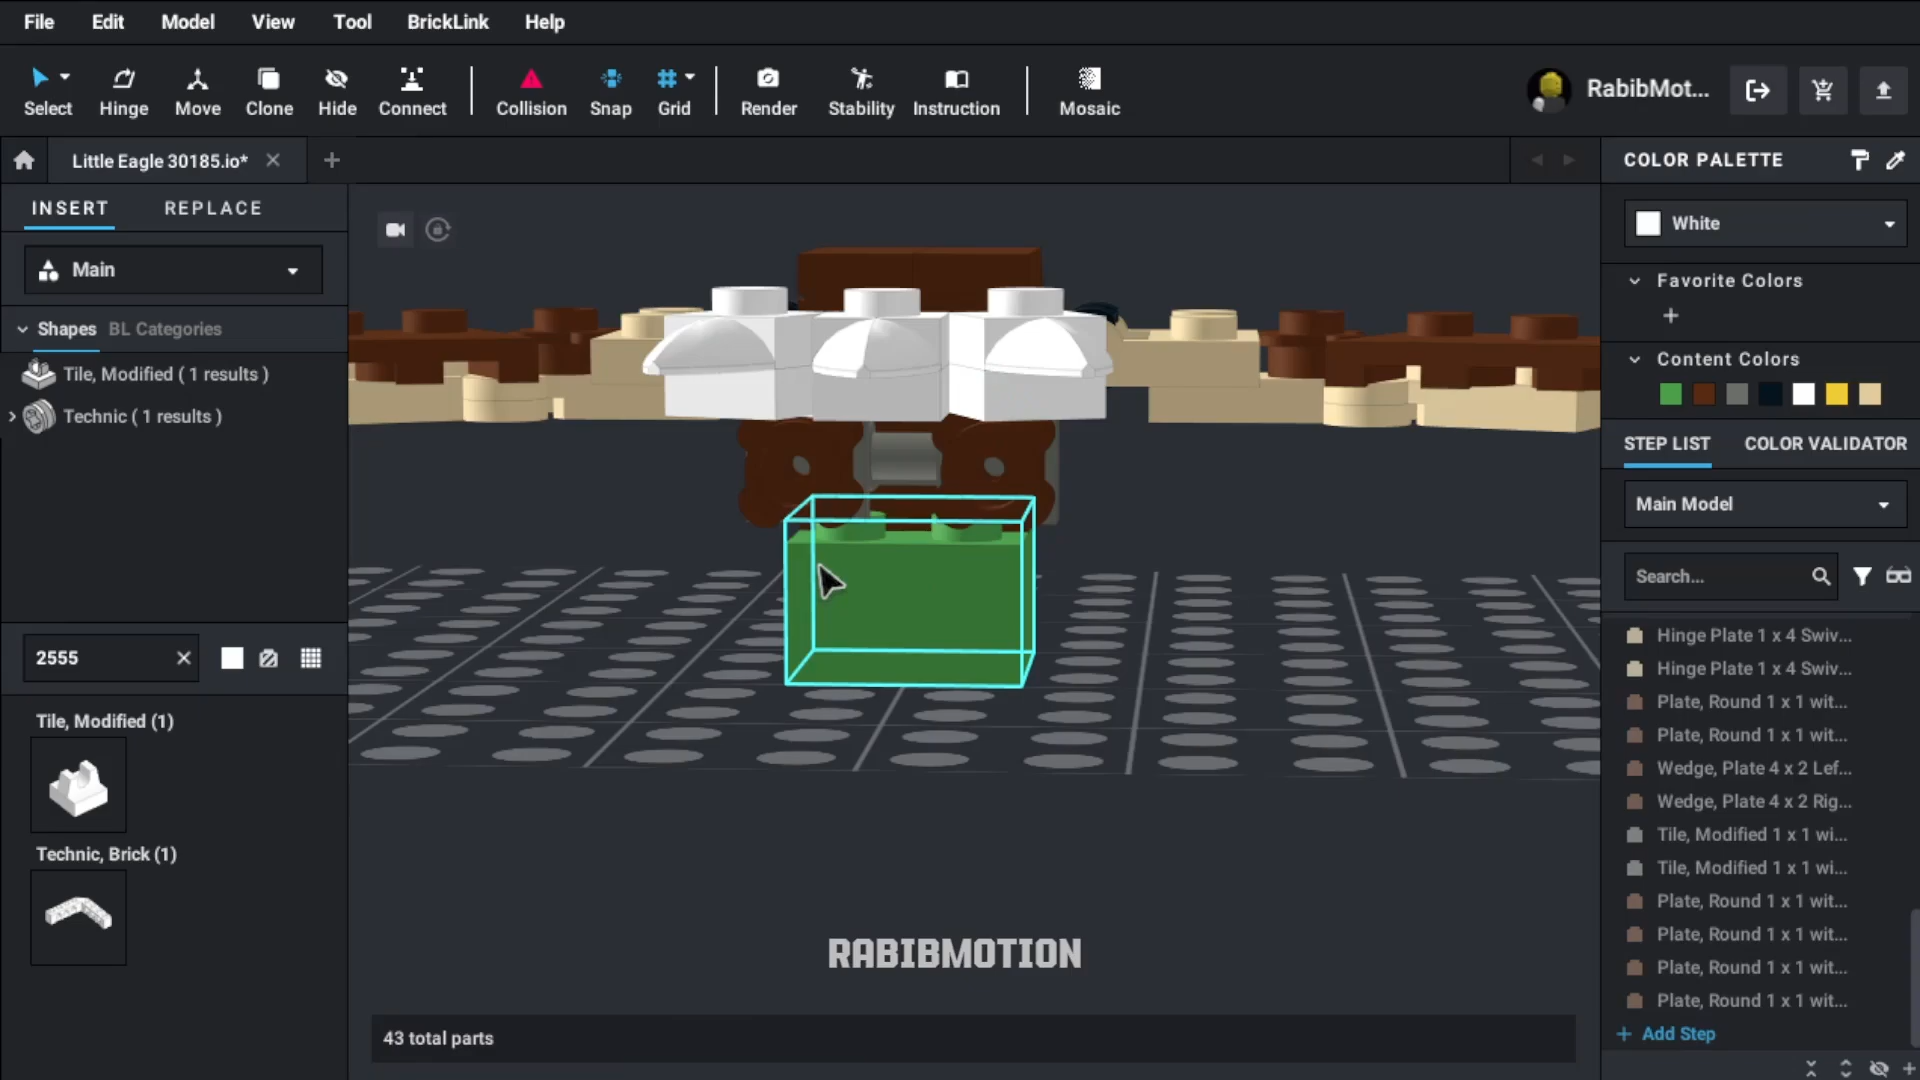 File Edit Model View Tool BrickLink Help
Select Hinge Move Clone Hide Connect Collision Snap Grid Render Stability Instruction Mosaic
RabibMot...
Little Eagle 30185.io*
COLOR PALETTE
INSERT REPLACE
White
Main
Favorite Colors
Shapes BL Categories
Content Colors
Tile, Modified ( 1 results )
Technic ( 1 results )
STEP LIST COLOR VALIDATOR
Main Model
Search...
Hinge Plate 1 x 4 Swiv...
2555
Hinge Plate 1 x 4 Swiv...
Plate, Round 1 x 1 wit...
Tile, Modified (1)
Plate, Round 1 x 1 wit...
Wedge, Plate 4 x 2 Lef...
Wedge, Plate 4 x 2 Rig...
Tile, Modified 1 x 1 wi...
Technic, Brick (1)
Tile, Modified 1 x 1 wi...
Plate, Round 1 x 1 wit...
Plate, Round 1 x 1 wit...
RABIBMOTION
Plate, Round 1 x 1 wit...
Plate, Round 1 x 1 wit...
43 total parts
Add Step